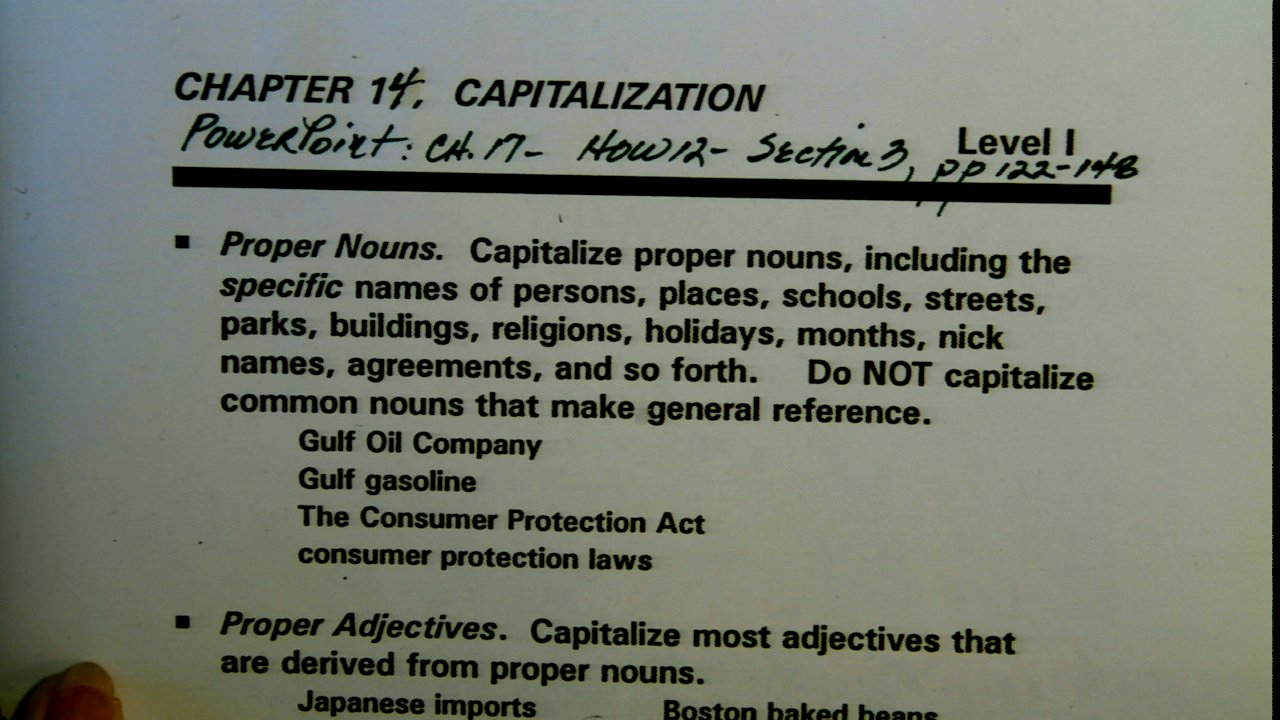 CHAPTER 14, CAPITALIZATION
PowerPoint: CH. 17- HOW12- Section 3, pp 122-148
Level I
▪ Proper Nouns. Capitalize proper nouns, including the
specific names of persons, places, schools, streets,
parks, buildings, religions, holidays, months, nick
names, agreements, and so forth. Do NOT capitalize
common nouns that make general reference.
Gulf Oil Company
Gulf gasoline
The Consumer Protection Act
consumer protection laws
▪ Proper Adjectives. Capitalize most adjectives that
are derived from proper nouns.
Japanese imports Boston baked beans